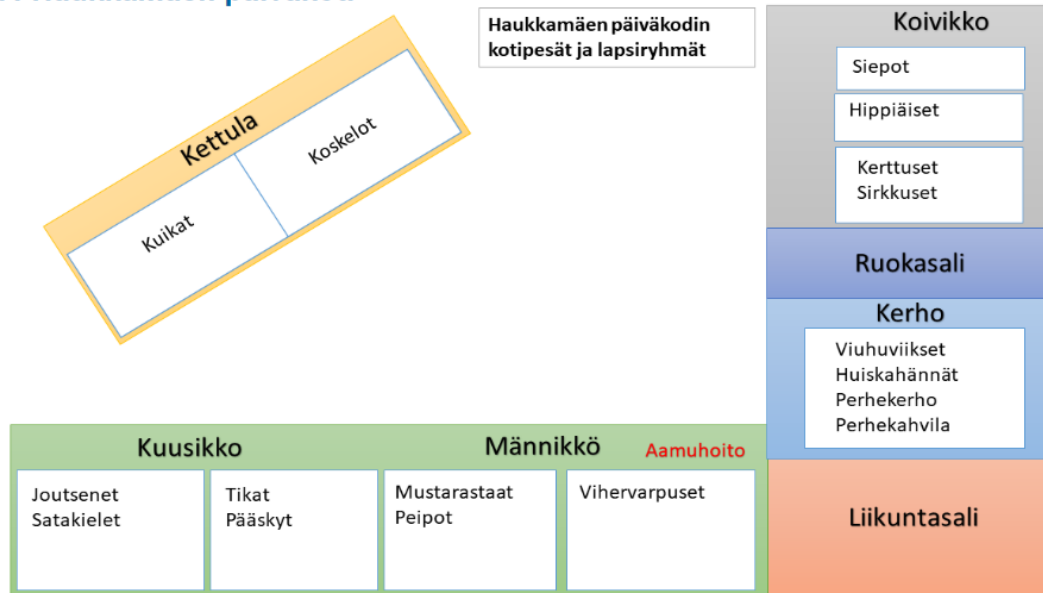 Haukkamäen päiväkodin
kotipesät ja lapsiryhmät
Kettula
Kuikat
Koskelot
Koivikko
Siepot
Hippiäiset
Kerttuset
Sirkkuset
Ruokasali
Kerho
Viuhuviikset
Huiskahännät
Perhekerho
Perhekahvila
Kuusikko
Joutsenet
Satakielet
Tikat
Pääskyt
Männikkö
Aamuhoito
Mustarastaat
Peipot
Vihervarpuset
Liikuntasali